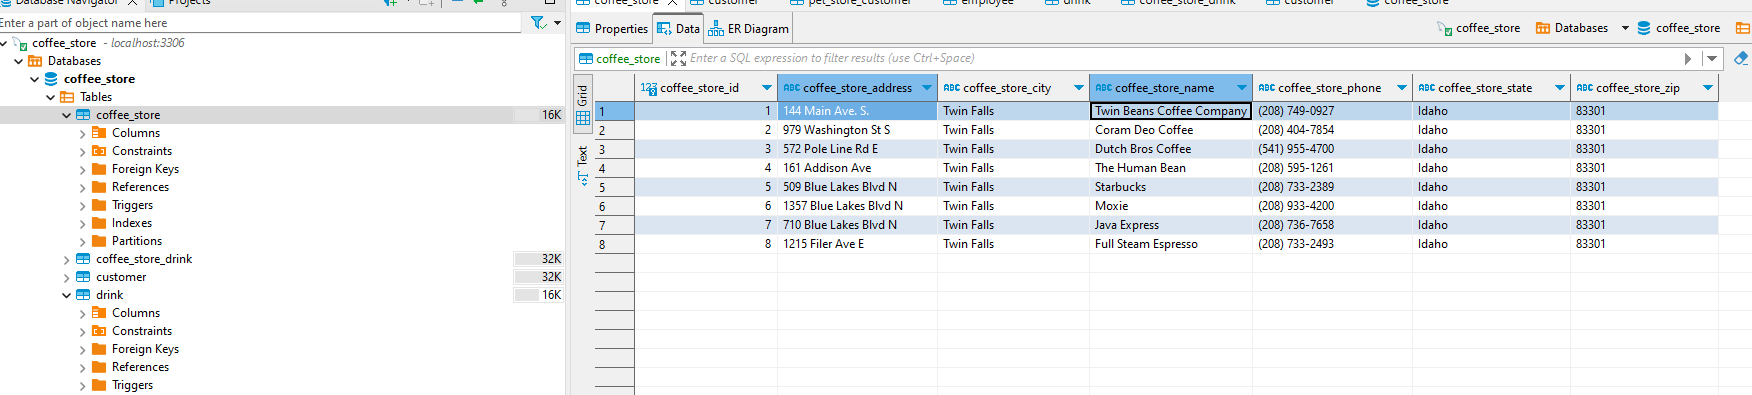 Database Navigator
Projects
Enter a part of object name here
coffee_store - localhost:3306
Databases
coffee_store
Tables
coffee_store 16K
Columns
Constraints
Foreign Keys
References
Triggers
Indexes
Partitions
coffee_store_drink 32K
customer 32K
drink 16K
Columns
Constraints
Foreign Keys
References
Triggers
coffee_store customer pet_store_customer employee drink coffee_store_drink customer coffee_store
Properties Data ER Diagram coffee_store Databases coffee_store
coffee_store Enter a SQL expression to filter results (use Ctrl+Space)
Grid
Text
123 coffee_store_id ABC coffee_store_address ABC coffee_store_city ABC coffee_store_name ABC coffee_store_phone ABC coffee_store_state ABC coffee_store_zip
1 1 144 Main Ave. S. Twin Falls Twin Beans Coffee Company (208) 749-0927 Idaho 83301
2 2 979 Washington St S Twin Falls Coram Deo Coffee (208) 404-7854 Idaho 83301
3 3 572 Pole Line Rd E Twin Falls Dutch Bros Coffee (541) 955-4700 Idaho 83301
4 4 161 Addison Ave Twin Falls The Human Bean (208) 595-1261 Idaho 83301
5 5 509 Blue Lakes Blvd N Twin Falls Starbucks (208) 733-2389 Idaho 83301
6 6 1357 Blue Lakes Blvd N Twin Falls Moxie (208) 933-4200 Idaho 83301
7 7 710 Blue Lakes Blvd N Twin Falls Java Express (208) 736-7658 Idaho 83301
8 8 1215 Filer Ave E Twin Falls Full Steam Espresso (208) 733-2493 Idaho 83301